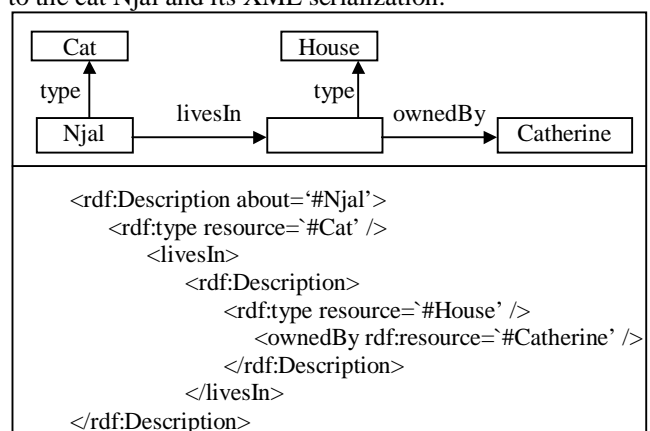 to the cat Njal and its XML serialization.
Cat
House
type
livesIn
type
ownedBy
Njal
Catherine
<rdf:Description about=‘#Njal’>
<rdf:type resource=`#Cat’ />
<livesIn>
<rdf:Description>
<rdf:type resource=`#House’ />
<ownedBy rdf:resource=`#Catherine’ />
</rdf:Description>
</livesIn>
</rdf:Description>